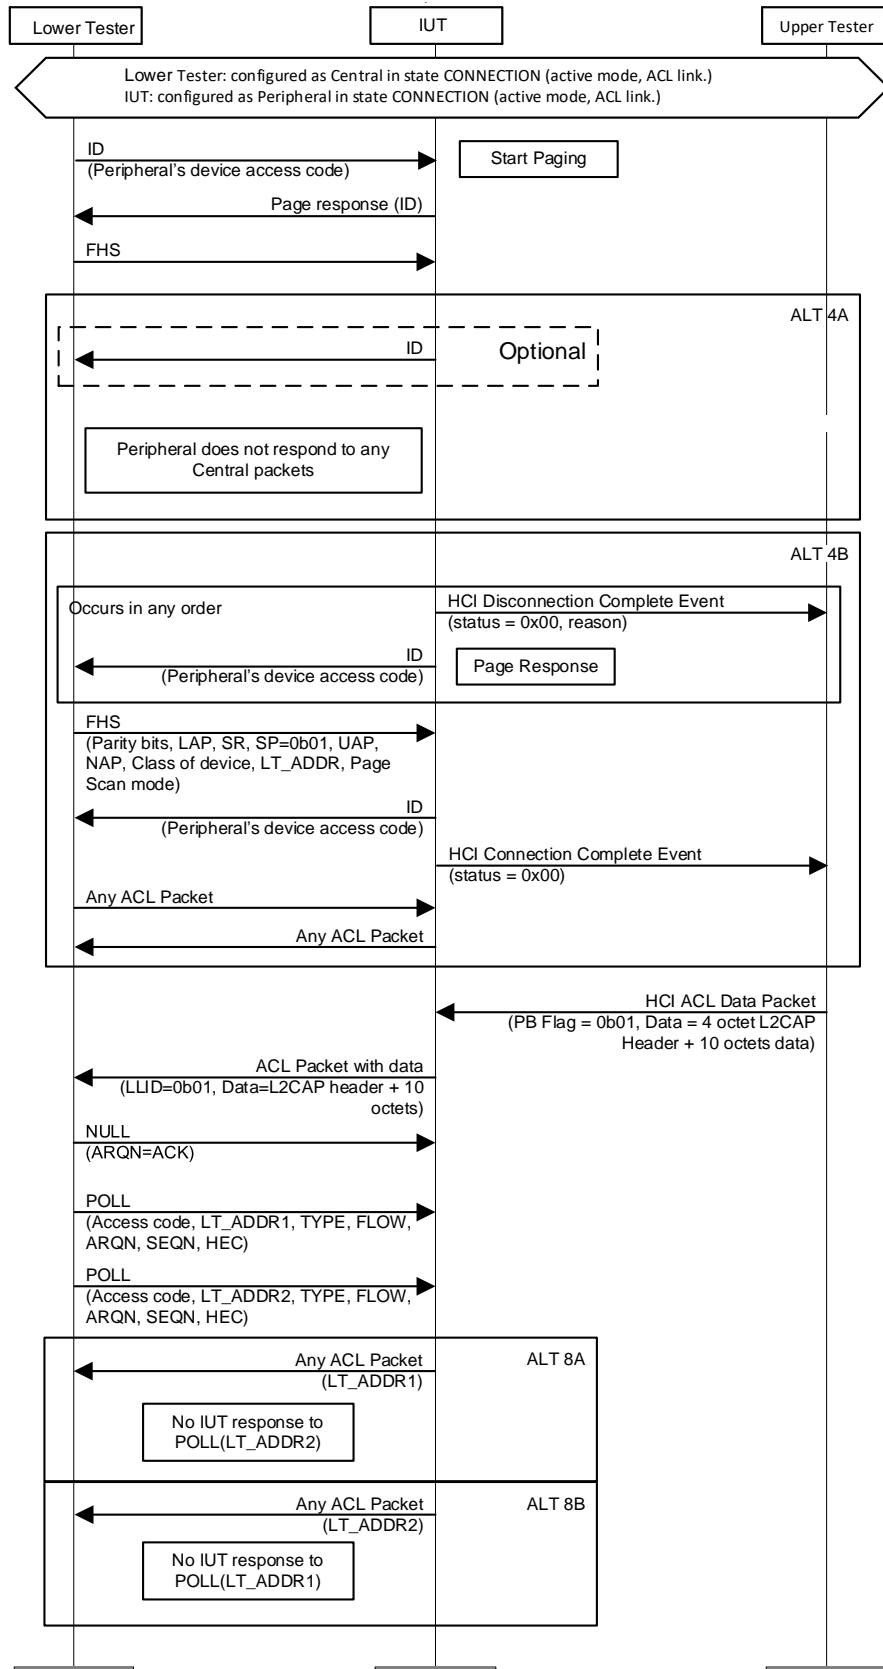 Lower Tester
IUT
Upper Tester
Lower Tester: configured as Central in state CONNECTION (active mode, ACL link.)
IUT: configured as Peripheral in state CONNECTION (active mode, ACL link.)
ID
(Peripheral's device access code)
Start Paging
Page response (ID)
FHS
ALT 4A
ID
Optional
Peripheral does not respond to any
Central packets
ALT 4B
Occurs in any order
HCI Disconnection Complete Event
(status = 0x00, reason)
ID
(Peripheral's device access code)
Page Response
FHS
(Parity bits, LAP, SR, SP=0b01, UAP,
NAP, Class of device, LT_ADDR, Page
Scan mode)
ID
(Peripheral's device access code)
HCI Connection Complete Event
(status = 0x00)
Any ACL Packet
Any ACL Packet
HCI ACL Data Packet
(PB Flag = 0b01, Data = 4 octet L2CAP
Header + 10 octets data)
ACL Packet with data
(LLID=0b01, Data=L2CAP header + 10
octets)
NULL
(ARQN=ACK)
POLL
(Access code, LT_ADDR1, TYPE, FLOW,
ARQN, SEQN, HEC)
POLL
(Access code, LT_ADDR2, TYPE, FLOW,
ARQN, SEQN, HEC)
Any ACL Packet
(LT_ADDR1)
ALT 8A
No IUT response to
POLL(LT_ADDR2)
Any ACL Packet
(LT_ADDR2)
ALT 8B
No IUT response to
POLL(LT_ADDR1)